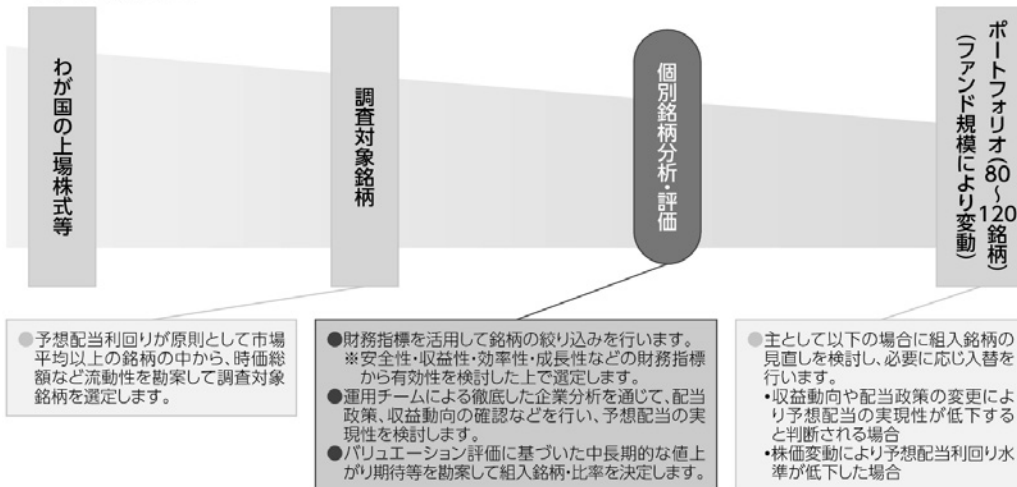 わが国の上場株式等
調査対象銘柄
個別銘柄分析・評価
ポートフォリオ(80～120銘柄)
(ファンド規模により変動)
●予想配当利回りが原則として市場
平均以上の銘柄の中から、時価総
額など流動性を勘案して調査対象
銘柄を選定します。
●財務指標を活用して銘柄の絞り込みを行います。
※安全性・収益性・効率性・成長性などの財務指標
から有効性を検討した上で選定します。
●運用チームによる徹底した企業分析を通じて、配当
政策、収益動向の確認などを行い、予想配当の実
現性を検討します。
●バリュエーション評価に基づいた中長期的な値上
がり期待等を勘案して組入銘柄・比率を決定します。
●主として以下の場合に組入銘柄の
見直しを検討し、必要に応じ入替を
行います。
•収益動向や配当政策の変更によ
り予想配当の実現性が低下する
と判断される場合
•株価変動により予想配当利回り水
準が低下した場合